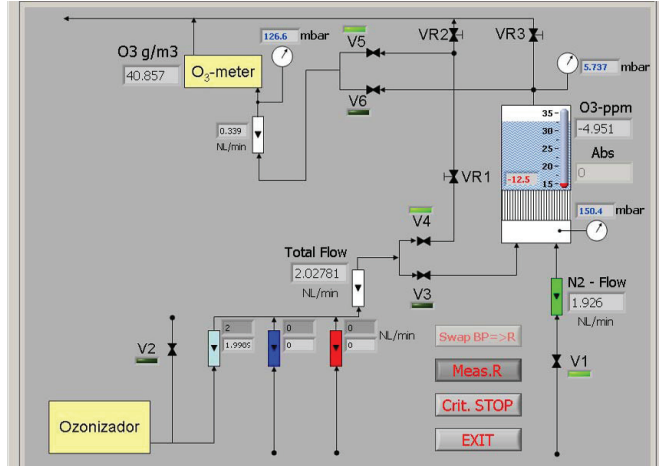 VR2
VR3
V5
126.6 mbar
O3 g/m3
40.857
O3-meter
V6
5.737 mbar
0.339
NL/min
35-
30-
25-
20-
15-
-12.5
O3-ppm
-4.951
Abs
0
VR1
150.4 mbar
V4
Total Flow
2.02781
NL/min
V3
N2 - Flow
1.926
NL/min
2
0
0
1.9909
0
0
NL/min
V2
V1
Swap BP=>R
Meas.R
Crit. STOP
EXIT
Ozonizador